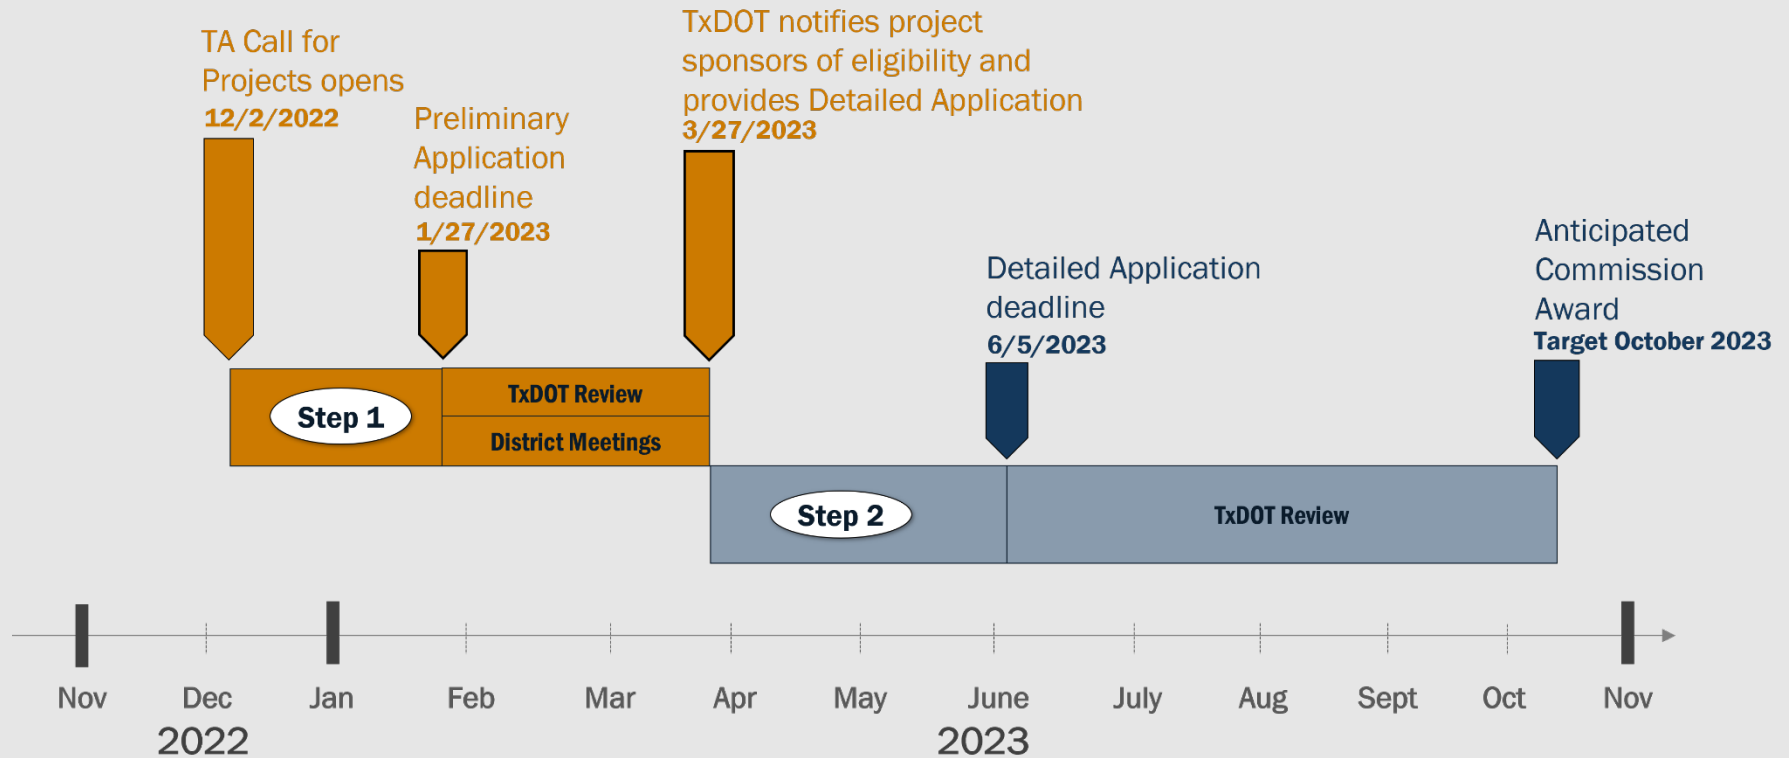 TA Call for
Projects opens
12/2/2022
Preliminary
Application
deadline
1/27/2023
TxDOT notifies project
sponsors of eligibility and
provides Detailed Application
3/27/2023
Detailed Application
deadline
6/5/2023
Anticipated
Commission
Award
Target October 2023
Step 1
TxDOT Review
District Meetings
Step 2
TxDOT Review
Nov Dec Jan Feb Mar Apr May June July Aug Sept Oct Nov
2022 2023